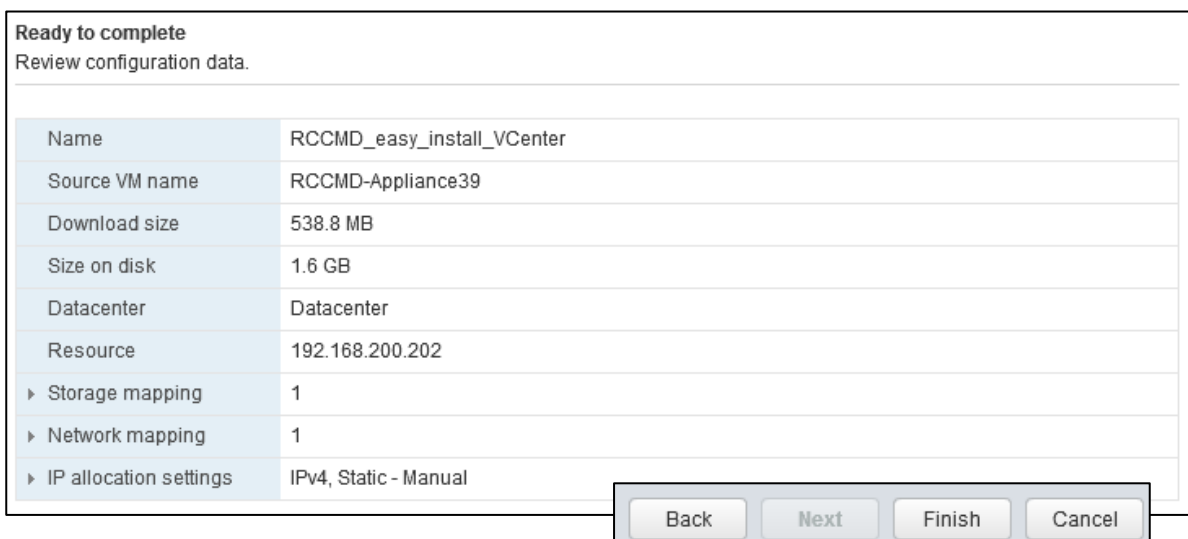 Ready to complete
Review configuration data.
Name RCCMD_easy_install_VCenter
Source VM name RCCMD-Appliance39
Download size 538.8 MB
Size on disk 1.6 GB
Datacenter Datacenter
Resource 192.168.200.202
Storage mapping 1
Network mapping 1
IP allocation settings IPv4, Static - Manual
Back Next Finish Cancel